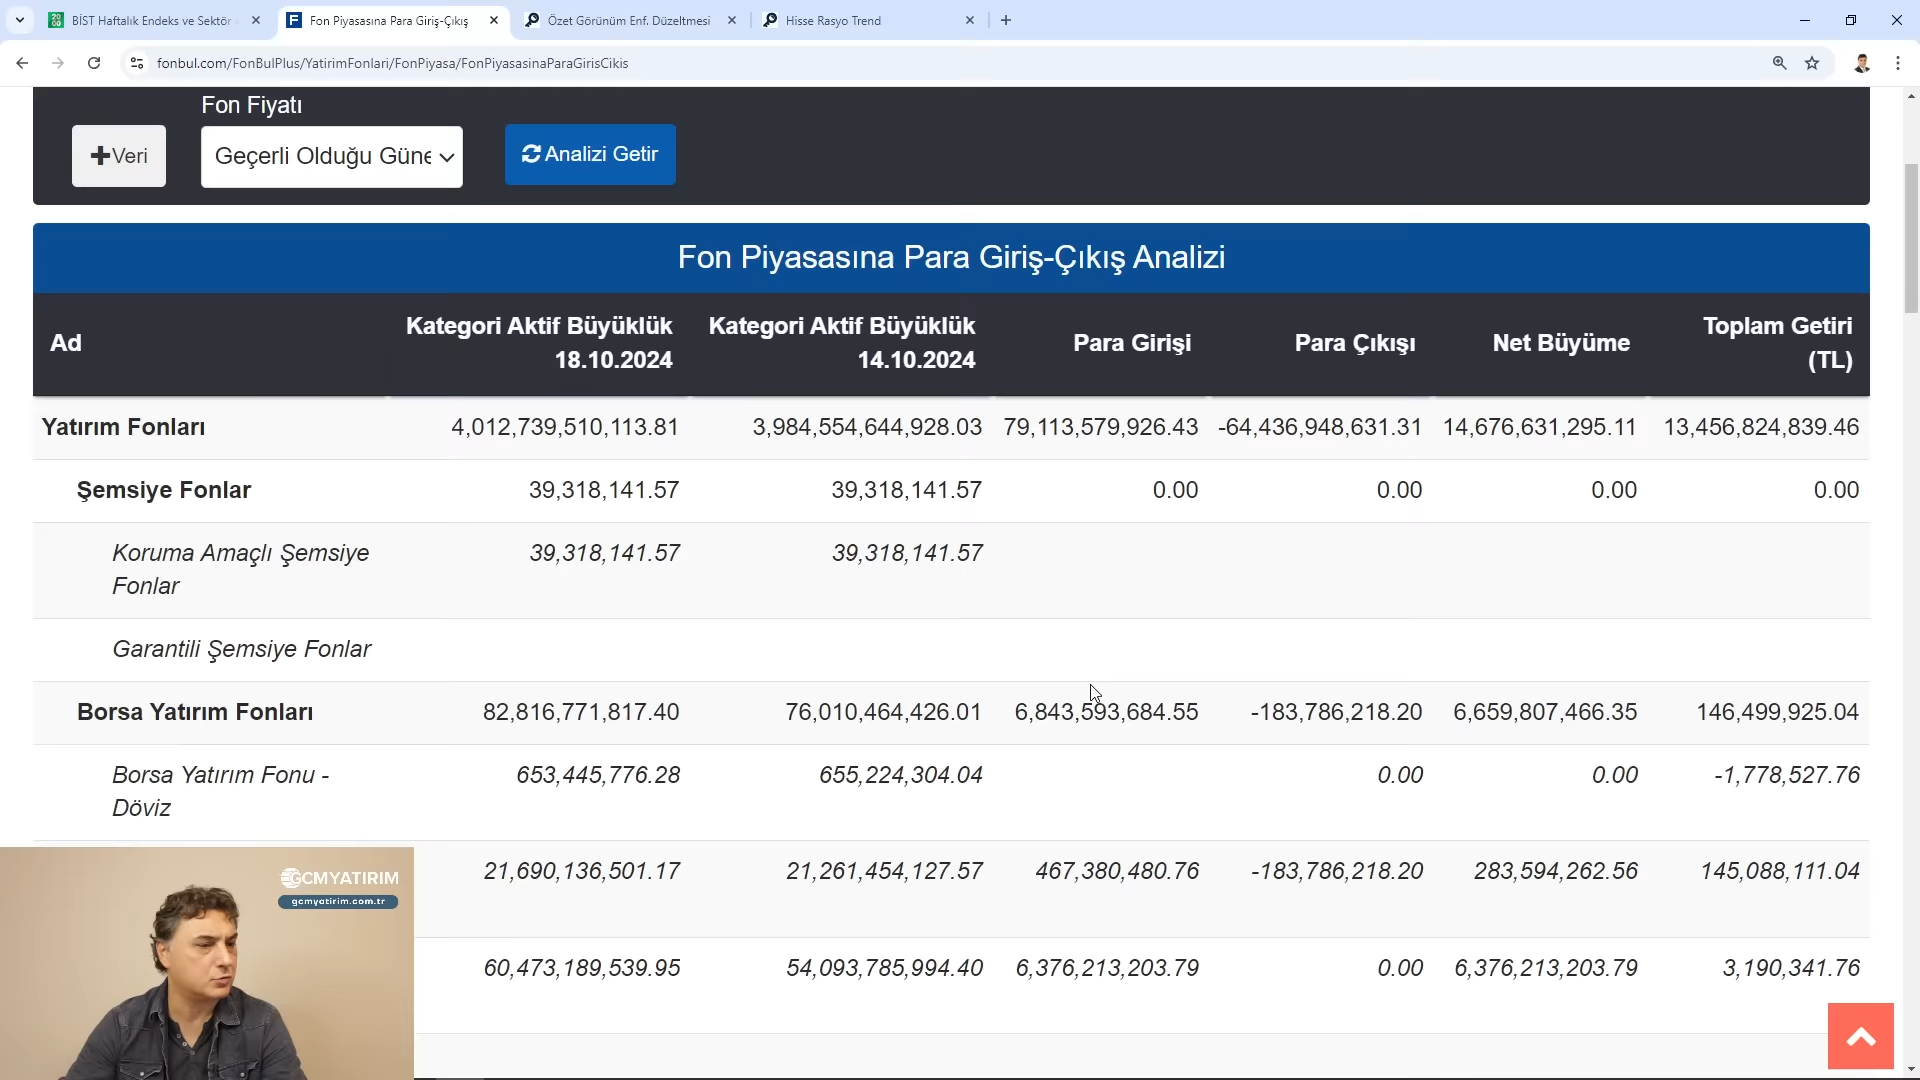 BİST Haftalık Endeks ve Sektör
Fon Piyasasına Para Giriş-Çıkış
Özet Görünüm Enf. Düzeltmesi
Hisse Rasyo Trend
fonbul.com/FonBulPlus/YatirimFonlari/FonPiyasa/FonPiyasasinaParaGirisCikis
Fon Fiyatı
Veri
Geçerli Olduğu Güne
Analizi Getir
Fon Piyasasına Para Giriş-Çıkış Analizi
Ad
Kategori Aktif Büyüklük
18.10.2024
Kategori Aktif Büyüklük
14.10.2024
Para Girişi
Para Çıkışı
Net Büyüme
Toplam Getiri
(TL)
Yatırım Fonları 4,012,739,510,113.81 3,984,554,644,928.03 79,113,579,926.43 -64,436,948,631.31 14,676,631,295.11 13,456,824,839.46
Şemsiye Fonlar 39,318,141.57 39,318,141.57 0.00 0.00 0.00 0.00
Koruma Amaçlı Şemsiye 39,318,141.57 39,318,141.57
Fonlar
Garantili Şemsiye Fonlar
Borsa Yatırım Fonları 82,816,771,817.40 76,010,464,426.01 6,843,593,684.55 -183,786,218.20 6,659,807,466.35 146,499,925.04
Borsa Yatırım Fonu - 653,445,776.28 655,224,304.04 0.00 0.00 -1,778,527.76
Döviz
21,690,136,501.17 21,261,454,127.57 467,380,480.76 -183,786,218.20 283,594,262.56 145,088,111.04
60,473,189,539.95 54,093,785,994.40 6,376,213,203.79 0.00 6,376,213,203.79 3,190,341.76
GCMYATIRIM
gcmyatirim.com.tr